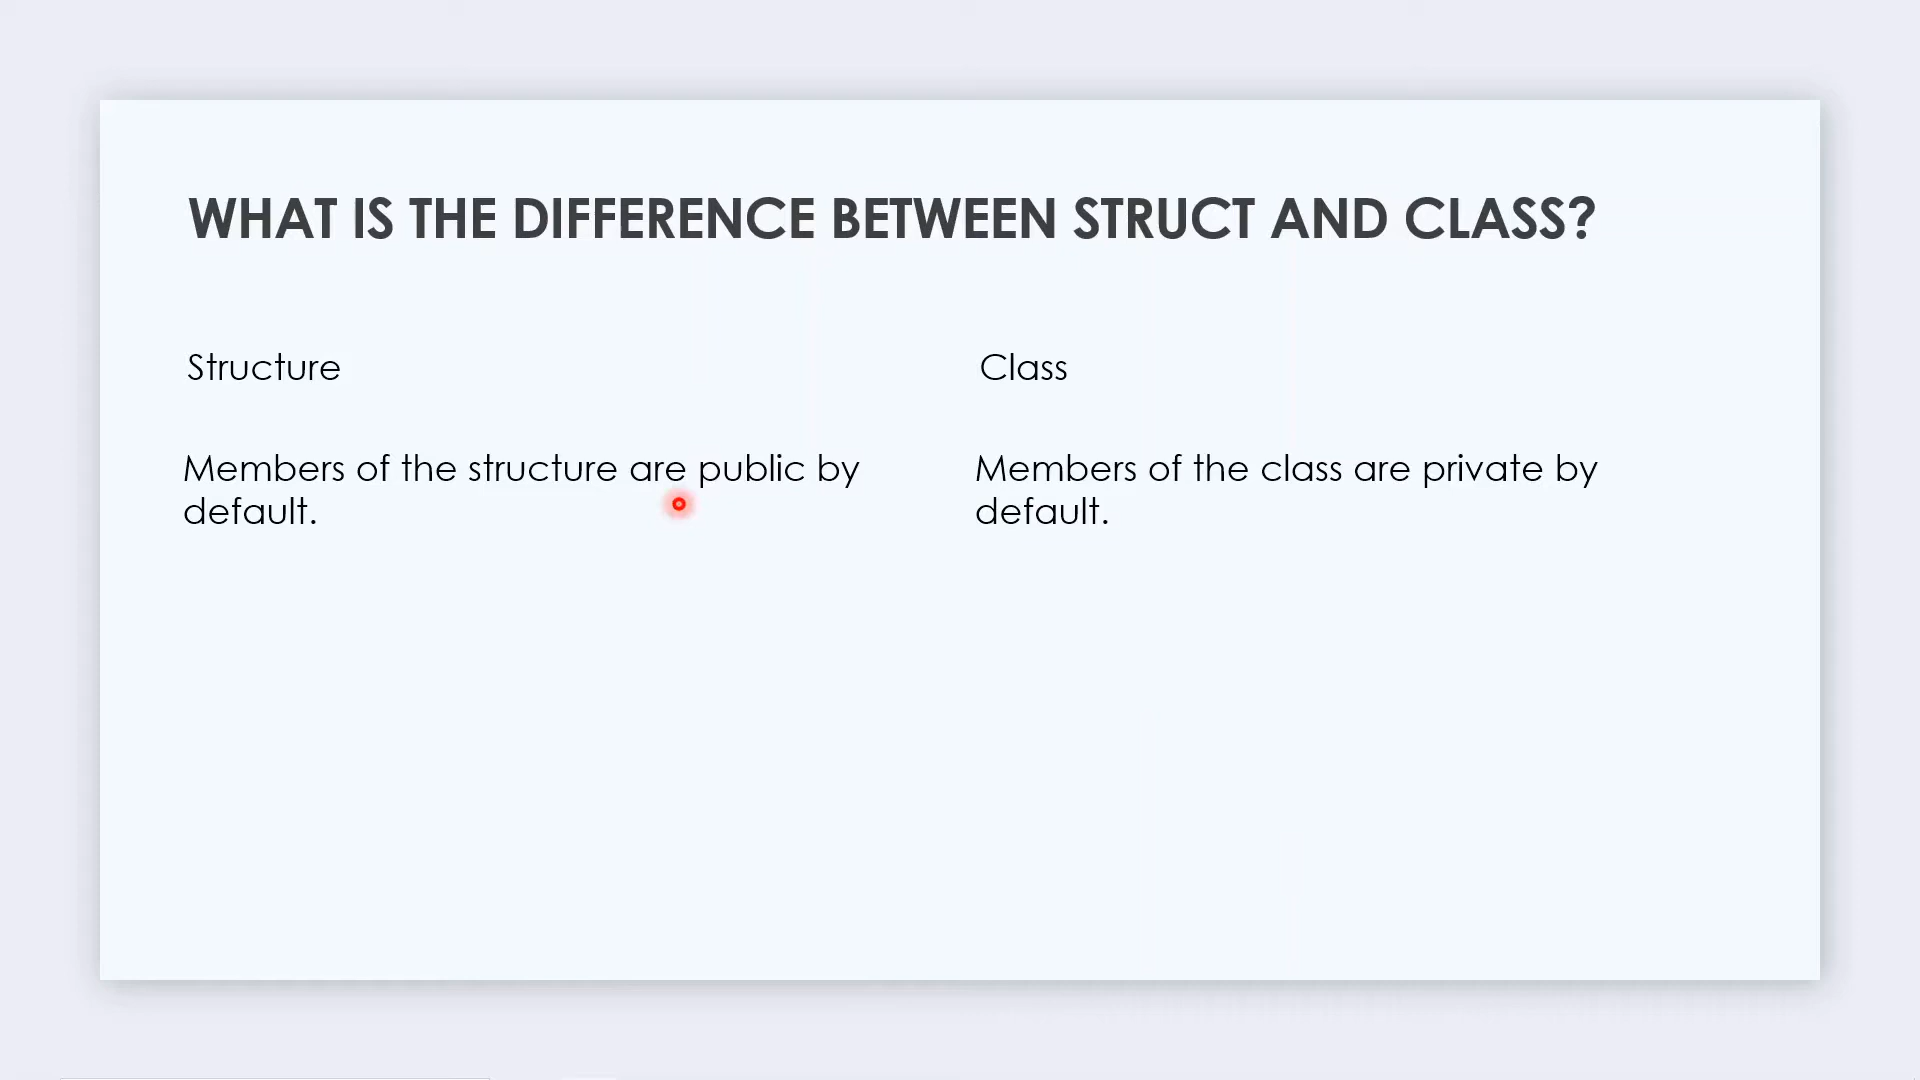 WHAT IS THE DIFFERENCE BETWEEN STRUCT AND CLASS?
Structure
Members of the structure are public by
default.
Class
Members of the class are private by
default.